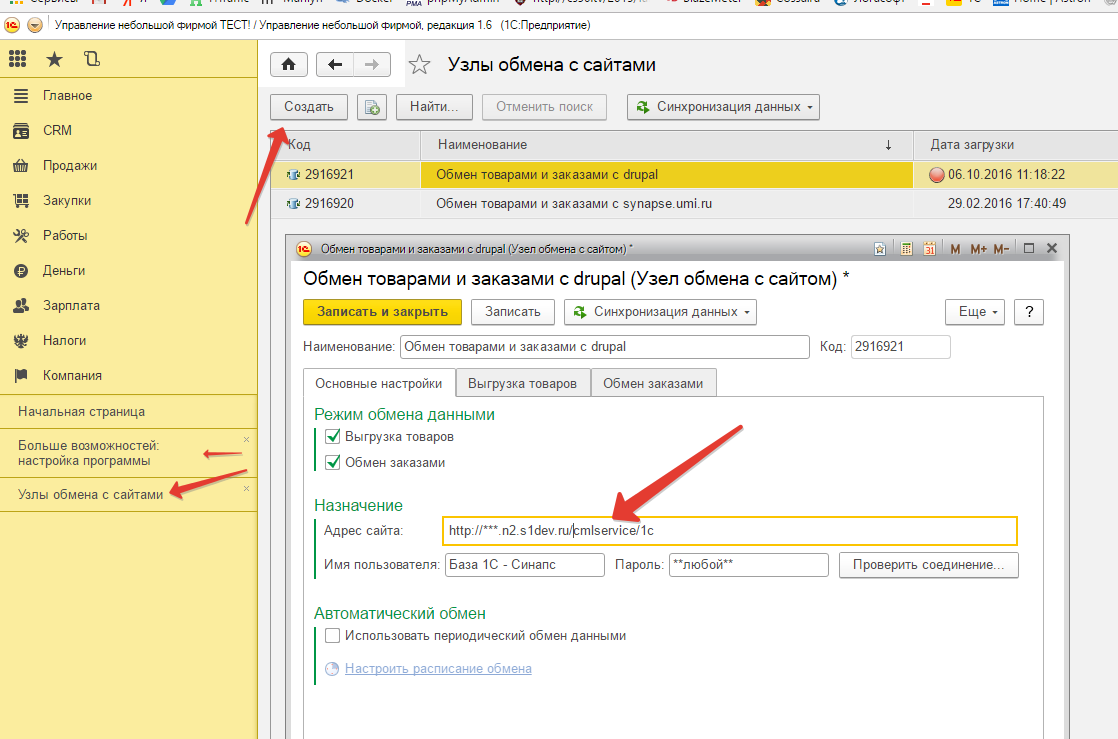 Управление небольшой Фирмой ТЕСТ! / Управление небольшой фирмой, редакция 1.6 (1С:Предприятие)
Узлы обмена с сайтами
Создать
Найти...
Отменить поиск
Синхронизация данных
Главное
CRM
Продажи
Закупки
Работы
Деньги
Зарплата
Налоги
Компания
Начальная страница
Больше возможностей:
настройка программы
Узлы обмена с сайтами
Код Наименование ↓ Дата загрузки
2916921 Обмен товарами и заказами с drupal 06.10.2016 11:18:22
2916920 Обмен товарами и заказами с synapse.umi.ru 29.02.2016 17:40:49
Обмен товарами и заказами с drupal (Узел обмена с сайтом) *
M M+ M-
Обмен товарами и заказами с drupal (Узел обмена с сайтом) *
Записать и закрыть Записать Синхронизация данных Еще ?
Наименование: Обмен товарами и заказами с drupal Код: 2916921
Основные настройки Выгрузка товаров Обмен заказами
Режим обмена данными
Выгрузка товаров
Обмен заказами
Назначение
Адрес сайта: http://***.n2.s1dev.ru/cmlservice/1c
Имя пользователя: База 1С - Синапс Пароль: **любой** Проверить соединение...
Автоматический обмен
Использовать периодический обмен данными
Настроить расписание обмена